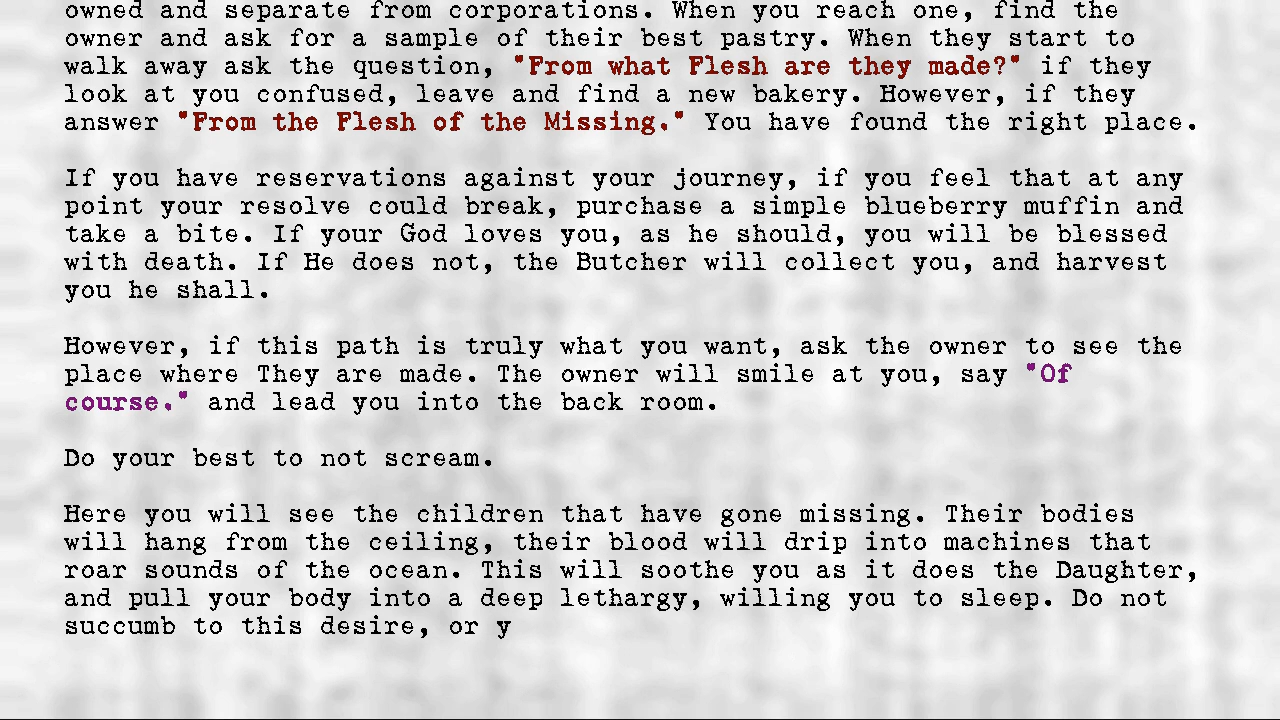 owned and separate from corporations. When you reach one, find the
owner and ask for a sample of their best pastry. When they start to
walk away ask the question, "From what Flesh are they made?" if they
look at you confused, leave and find a new bakery. However, if they
answer "From the Flesh of the Missing." You have found the right place.
If you have reservations against your journey, if you feel that at any
point your resolve could break, purchase a simple blueberry muffin and
take a bite. If your God loves you, as he should, you will be blessed
with death. If He does not, the Butcher will collect you, and harvest
you he shall.
However, if this path is truly what you want, ask the owner to see the
place where They are made. The owner will smile at you, say "Of
course." and lead you into the back room.
Do your best to not scream.
Here you will see the children that have gone missing. Their bodies
will hang from the ceiling, their blood will drip into machines that
roar sounds of the ocean. This will soothe you as it does the Daughter,
and pull your body into a deep lethargy, willing you to sleep. Do not
succumb to this desire, or y